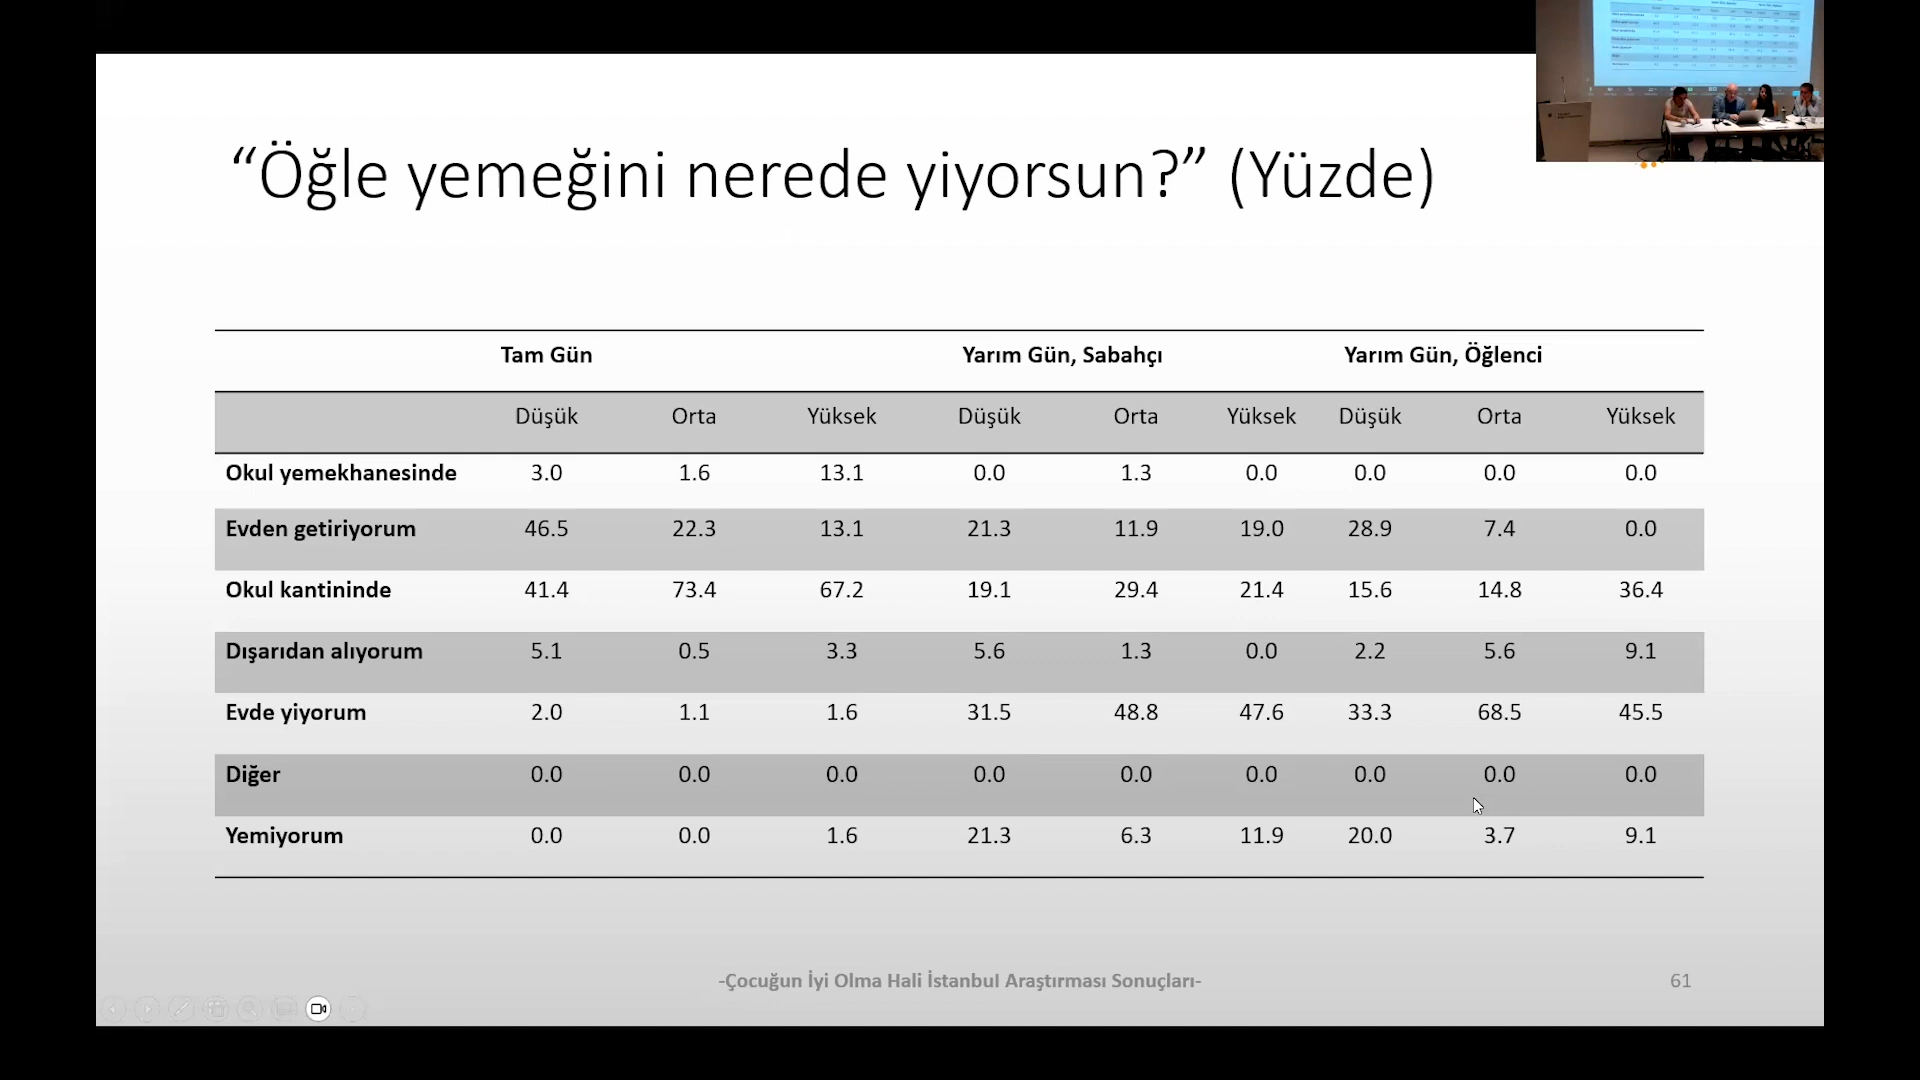 “Öğle yemeğini nerede yiyorsun?” (Yüzde)
Tam Gün Yarım Gün, Sabahçı Yarım Gün, Öğlenci
Düşük Orta Yüksek Düşük Orta Yüksek Düşük Orta Yüksek
Okul yemekhanesinde 3.0 1.6 13.1 0.0 1.3 0.0 0.0 0.0 0.0
Evden getiriyorum 46.5 22.3 13.1 21.3 11.9 19.0 28.9 7.4 0.0
Okul kantininde 41.4 73.4 67.2 19.1 29.4 21.4 15.6 14.8 36.4
Dışarıdan alıyorum 5.1 0.5 3.3 5.6 1.3 0.0 2.2 5.6 9.1
Evde yiyorum 2.0 1.1 1.6 31.5 48.8 47.6 33.3 68.5 45.5
Diğer 0.0 0.0 0.0 0.0 0.0 0.0 0.0 0.0 0.0
Yemiyorum 0.0 0.0 1.6 21.3 6.3 11.9 20.0 3.7 9.1
-Çocuğun İyi Olma Hali İstanbul Araştırması Sonuçları- 61